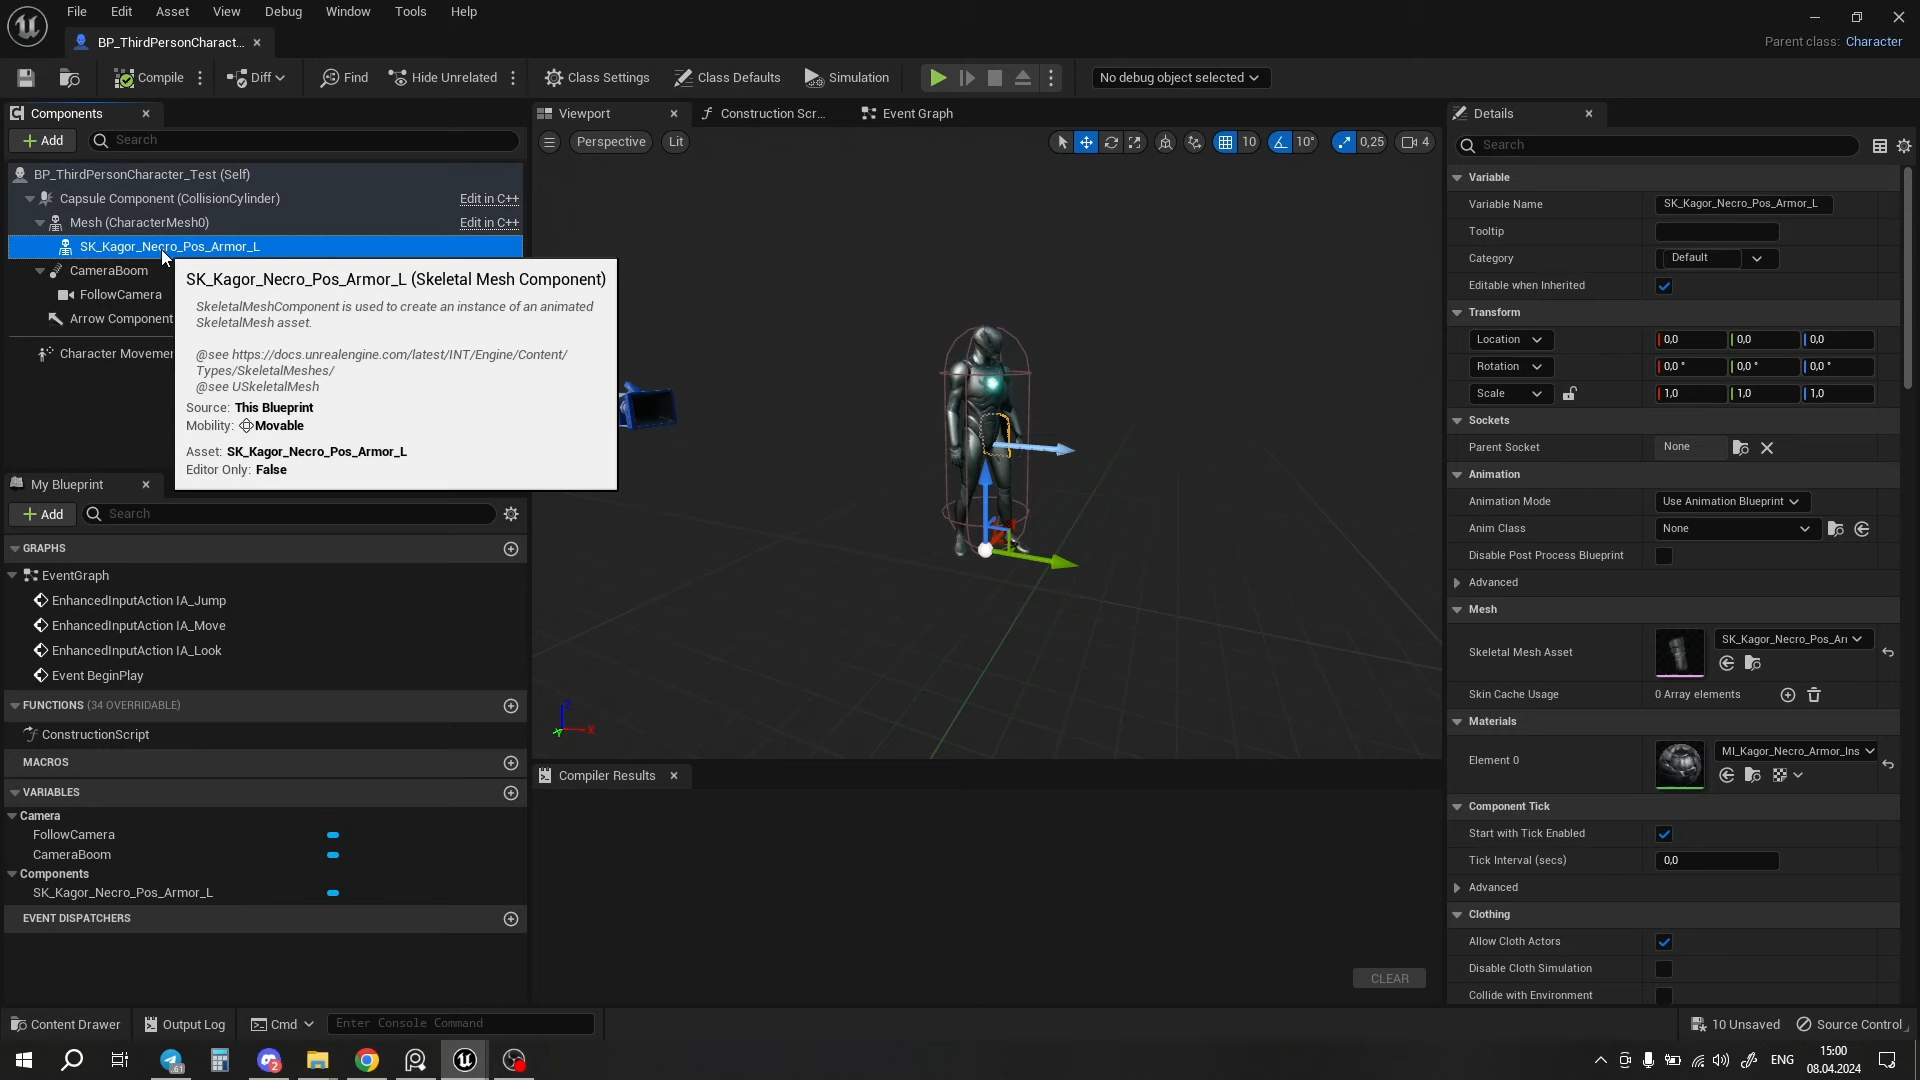 File Edit Asset View Debug Window Tools Help
BP_ThirdPersonCharact...
Parent class: Character
Compile Diff Find Hide Unrelated Class Settings Class Defaults Simulation No debug object selected
Components
Add Search
BP_ThirdPersonCharacter_Test (Self)
Capsule Component (CollisionCylinder) Edit in C++
Mesh (CharacterMesh0) Edit in C++
SK_Kagor_Necro_Pos_Armor_L
CameraBoom
FollowCamera
Arrow Component
Character Movemer
SK_Kagor_Necro_Pos_Armor_L (Skeletal Mesh Component)
SkeletalMeshComponent is used to create an instance of an animated
SkeletalMesh asset.
@see https://docs.unrealengine.com/latest/INT/Engine/Content/
Types/SkeletalMeshes/
@see USkeletalMesh
Source: This Blueprint
Mobility: Movable
Asset: SK_Kagor_Necro_Pos_Armor_L
Editor Only: False
My Blueprint
Add Search
GRAPHS
EventGraph
EnhancedInputAction IA_Jump
EnhancedInputAction IA_Move
EnhancedInputAction IA_Look
Event BeginPlay
FUNCTIONS (34 OVERRIDABLE)
ConstructionScript
MACROS
VARIABLES
Camera
FollowCamera
CameraBoom
Components
SK_Kagor_Necro_Pos_Armor_L
EVENT DISPATCHERS
Viewport Construction Scr... Event Graph
Perspective Lit 10 10° 0,25 4
Z
X
Y
Compiler Results
CLEAR
Details
Search
Variable
Variable Name SK_Kagor_Necro_Pos_Armor_L
Tooltip
Category Default
Editable when Inherited
Transform
Location 0,0 0,0 0,0
Rotation 0,0 ° 0,0 ° 0,0 °
Scale 1,0 1,0 1,0
Sockets
Parent Socket None
Animation
Animation Mode Use Animation Blueprint
Anim Class None
Disable Post Process Blueprint
Advanced
Mesh
Skeletal Mesh Asset SK_Kagor_Necro_Pos_Arı
Skin Cache Usage 0 Array elements
Materials
Element 0 MI_Kagor_Necro_Armor_Ins
Component Tick
Start with Tick Enabled
Tick Interval (secs) 0,0
Advanced
Clothing
Allow Cloth Actors
Disable Cloth Simulation
Collide with Environment
Content Drawer Output Log Cmd Enter Console Command 10 Unsaved Source Control
.61 2 ENG 15:00
08.04.2024